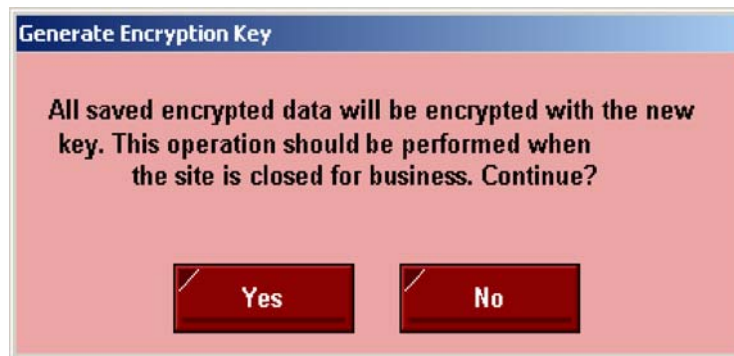 Generate Encryption Key
All saved encrypted data will be encrypted with the new
key. This operation should be performed when
the site is closed for business. Continue?
Yes
No